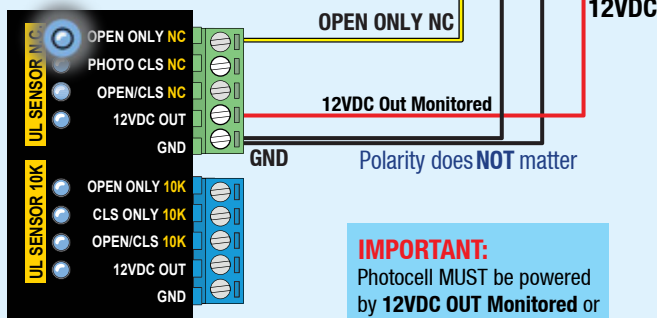 UL SENSOR N.C.
OPEN ONLY NC
PHOTO CLS NC
OPEN/CLS NC
12VDC OUT
GND
UL SENSOR 10K
OPEN ONLY 10K
CLS ONLY 10K
OPEN/CLS 10K
12VDC OUT
GND
OPEN ONLY NC
12VDC
12VDC Out Monitored
GND
Polarity does NOT matter
IMPORTANT:
Photocell MUST be powered
by 12VDC OUT Monitored or